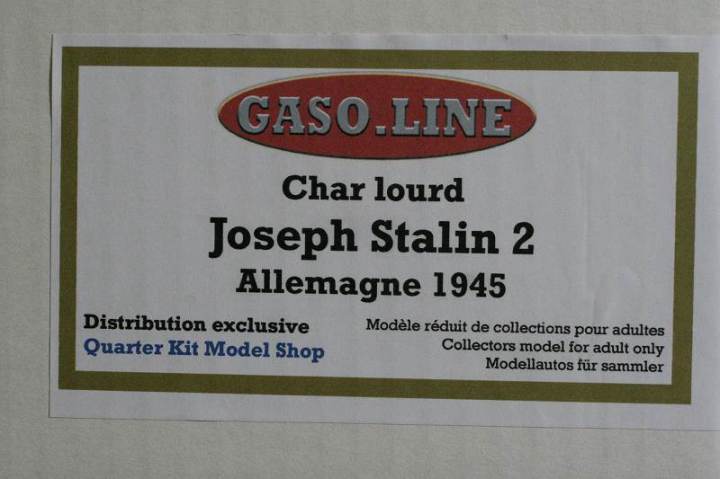 GASO.LINE
Char lourd
Joseph Stalin 2
Allemagne 1945
Distribution exclusive
Quarter Kit Model Shop
Modèle réduit de collections pour adultes
Collectors model for adult only
Modellautos für sammler